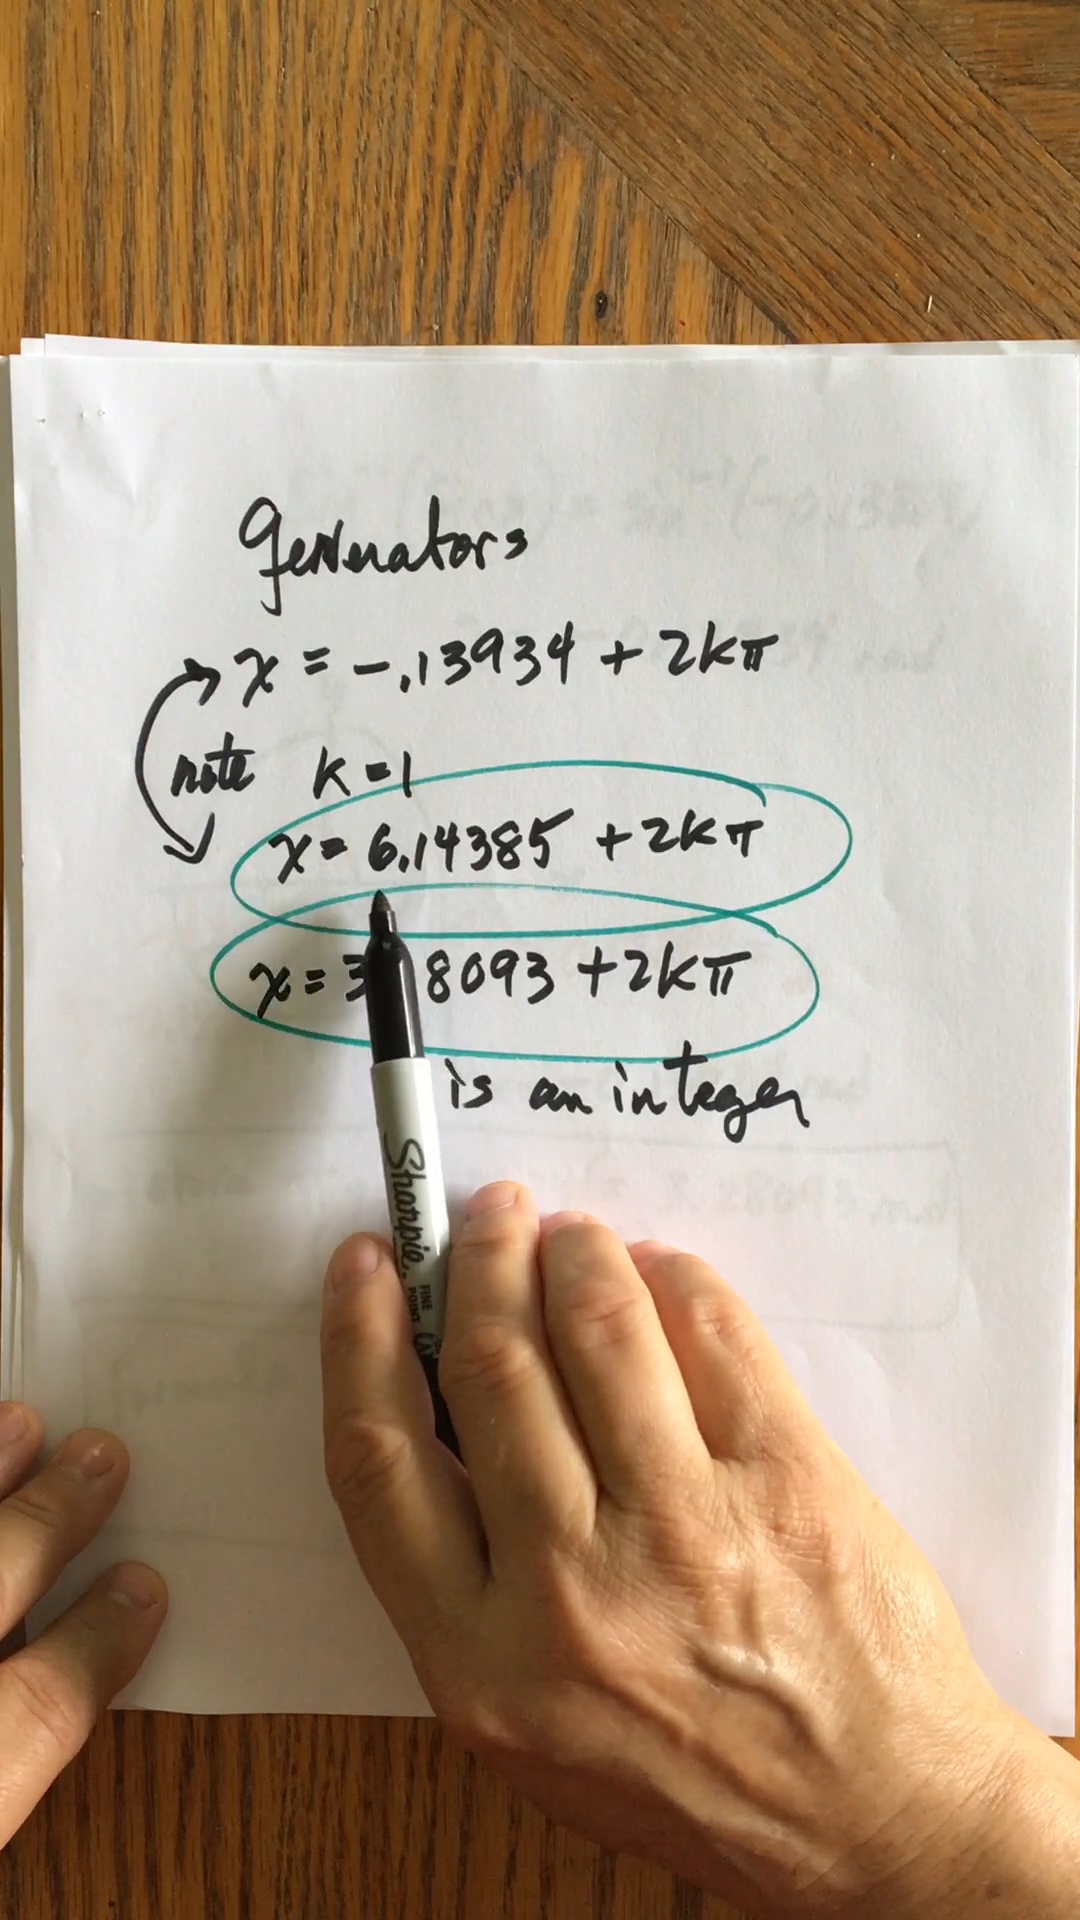 Generators
x = -.13934 + 2kπ
note k=1
x= 6.14385 +2kπ
x=3 8093 +2kπ
is an integer
Sharpie.
FINE
POINT